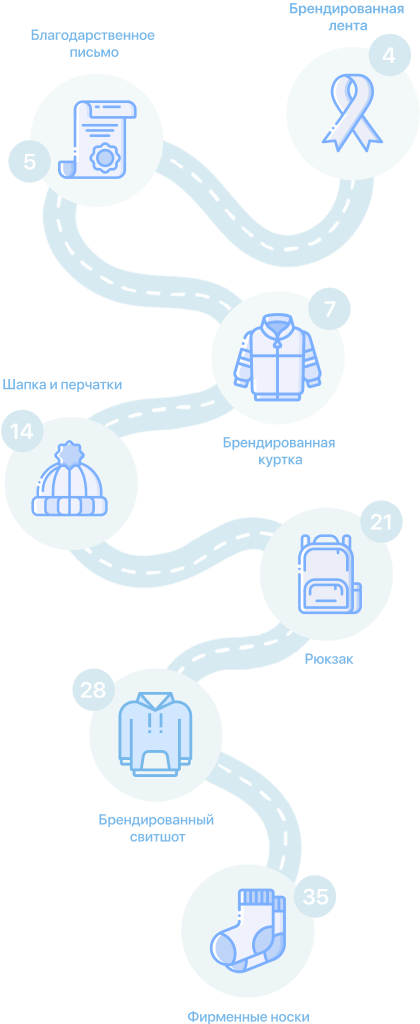 Брендированная
лента
4
Благодарственное
письмо
5
7
Брендированная
куртка
Шапка и перчатки
14
21
Рюкзак
28
Брендированный
свитшот
35
Фирменные носки